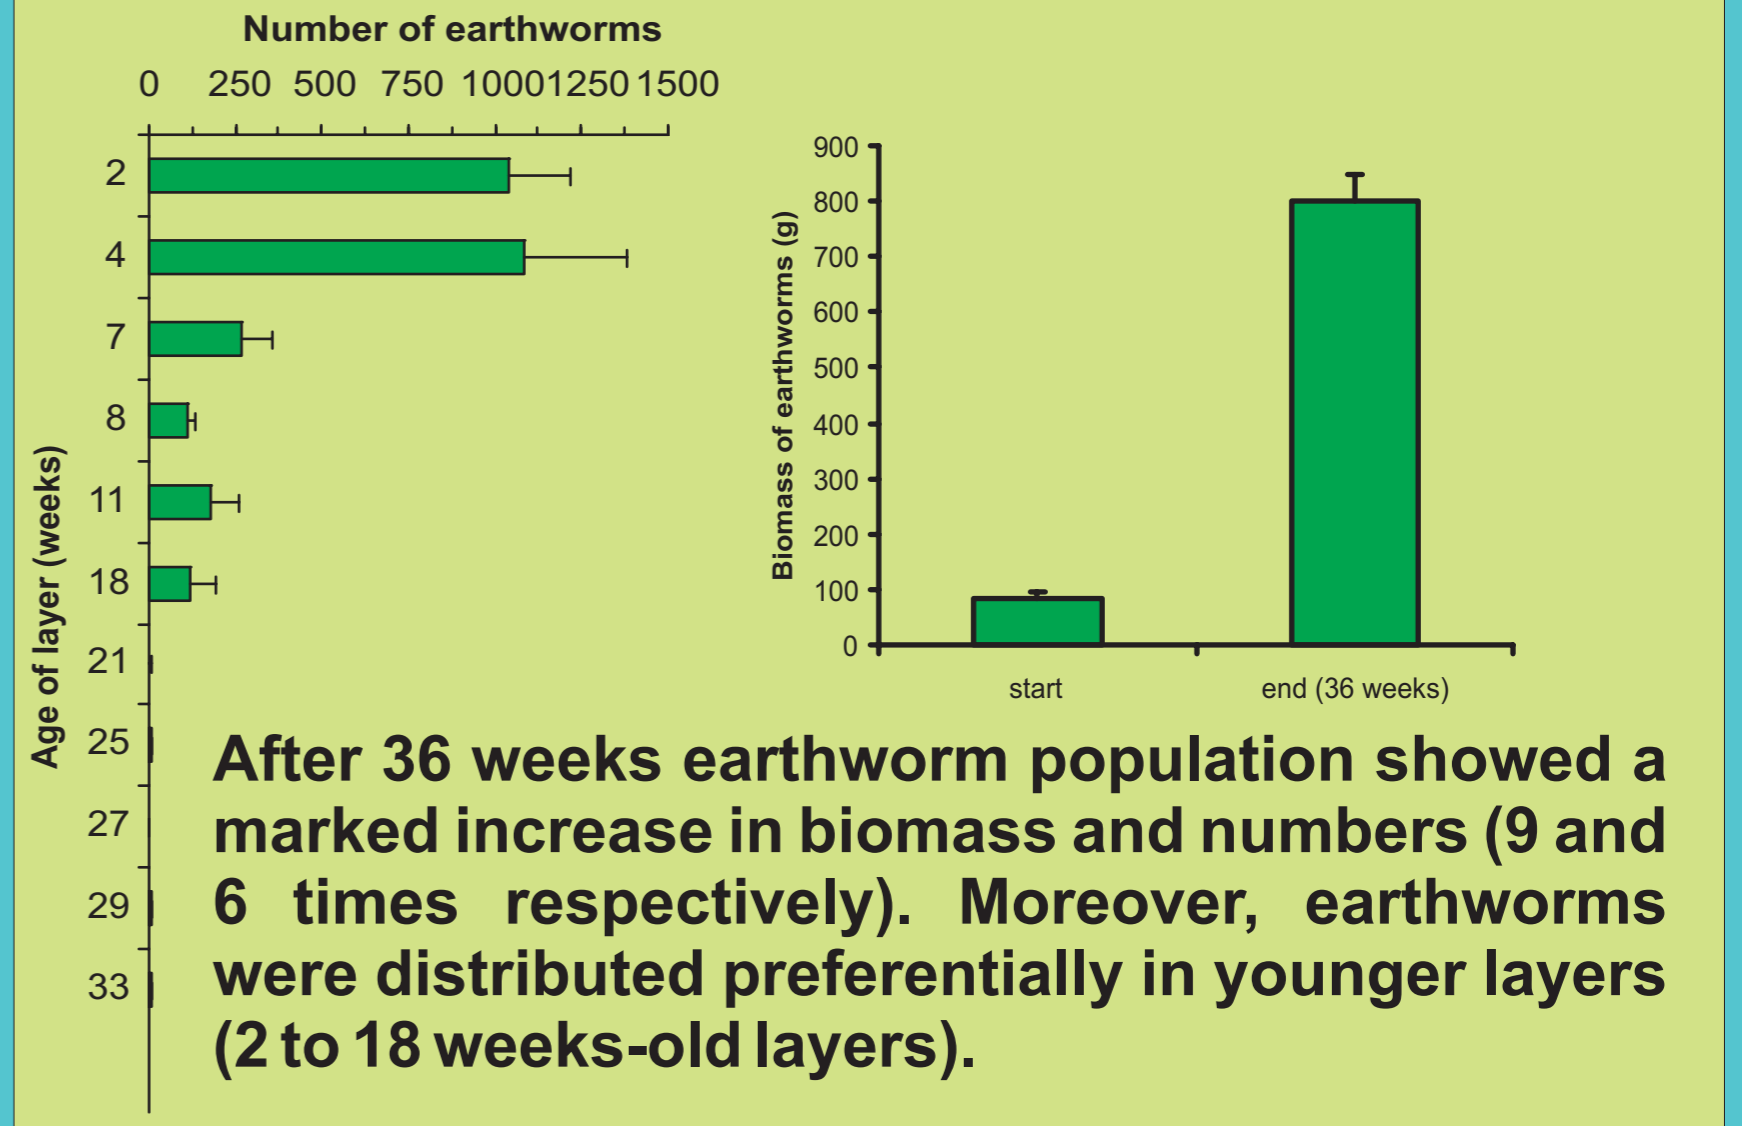 Number of earthworms
0 250 500 750 1000 1250 1500
Age of layer (weeks)
2
4
7
8
11
18
21
25
27
29
33
Biomass of earthworms (g)
900
800
700
600
500
400
300
200
100
0
start end (36 weeks)
After 36 weeks earthworm population showed a
marked increase in biomass and numbers (9 and
6 times respectively). Moreover, earthworms
were distributed preferentially in younger layers
(2 to 18 weeks-old layers).